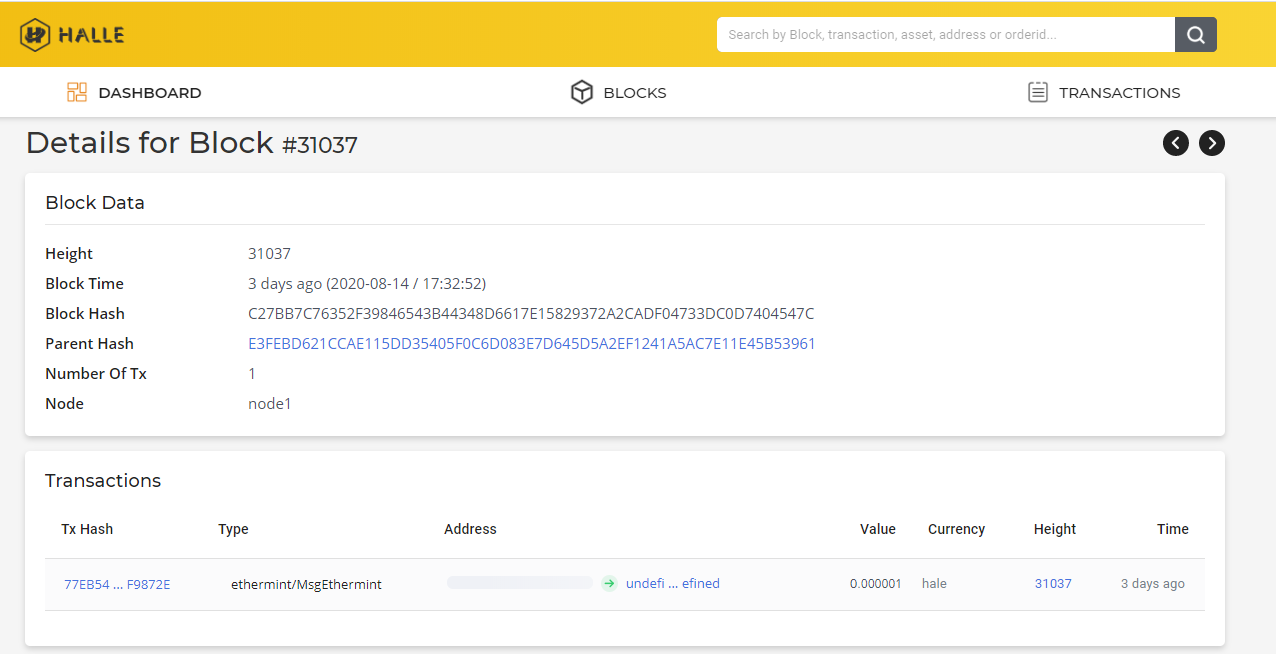 HALLE
Search by Block, transaction, asset, address or orderid...
DASHBOARD
BLOCKS
TRANSACTIONS
Details for Block #31037
Block Data
Height 31037
Block Time 3 days ago (2020-08-14 / 17:32:52)
Block Hash C27BB7C76352F39846543B44348D6617E15829372A2CADF04733DC0D7404547C
Parent Hash E3FEBD621CCAE115DD35405F0C6D083E7D645D5A2EF1241A5AC7E11E45B53961
Number Of Tx 1
Node node1
Transactions
Tx Hash Type Address Value Currency Height Time
77EB54 ... F9872E ethermint/MsgEthermint undefi ... efined 0.000001 hale 31037 3 days ago